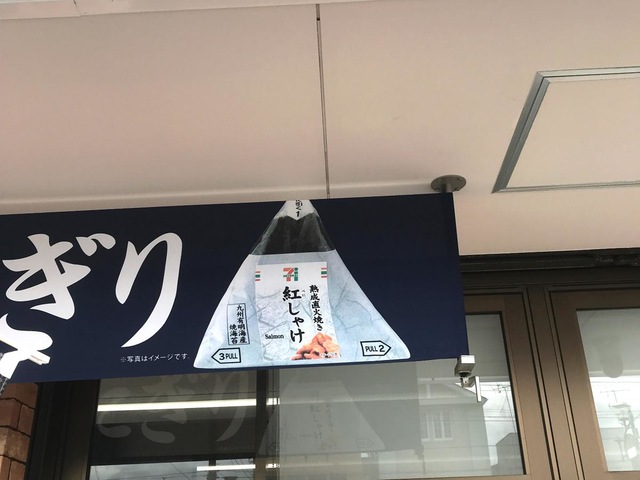 ぎり
※写真はイメージです。
7
熟成直火焼き
紅しゃけ
Salmon
九州有明海産
焼海苔
3 PULL
PULL 2